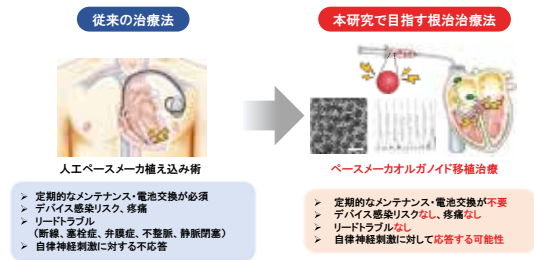 従来の治療法
人工ペースメーカ植え込み術
➢ 定期的なメンテナンス・電池交換が必須
➢ デバイス感染リスク、疼痛
➢ リードトラブル
（断線、塞栓症、弁膜症、不整脈、静脈閉塞）
➢ 自律神経刺激に対する不応答
本研究で目指す根治治療法
ペースメーカオルガノイド移植治療
➢ 定期的なメンテナンス・電池交換が不要
➢ デバイス感染リスクなし、疼痛なし
➢ リードトラブルなし
➢ 自律神経刺激に対して応答する可能性